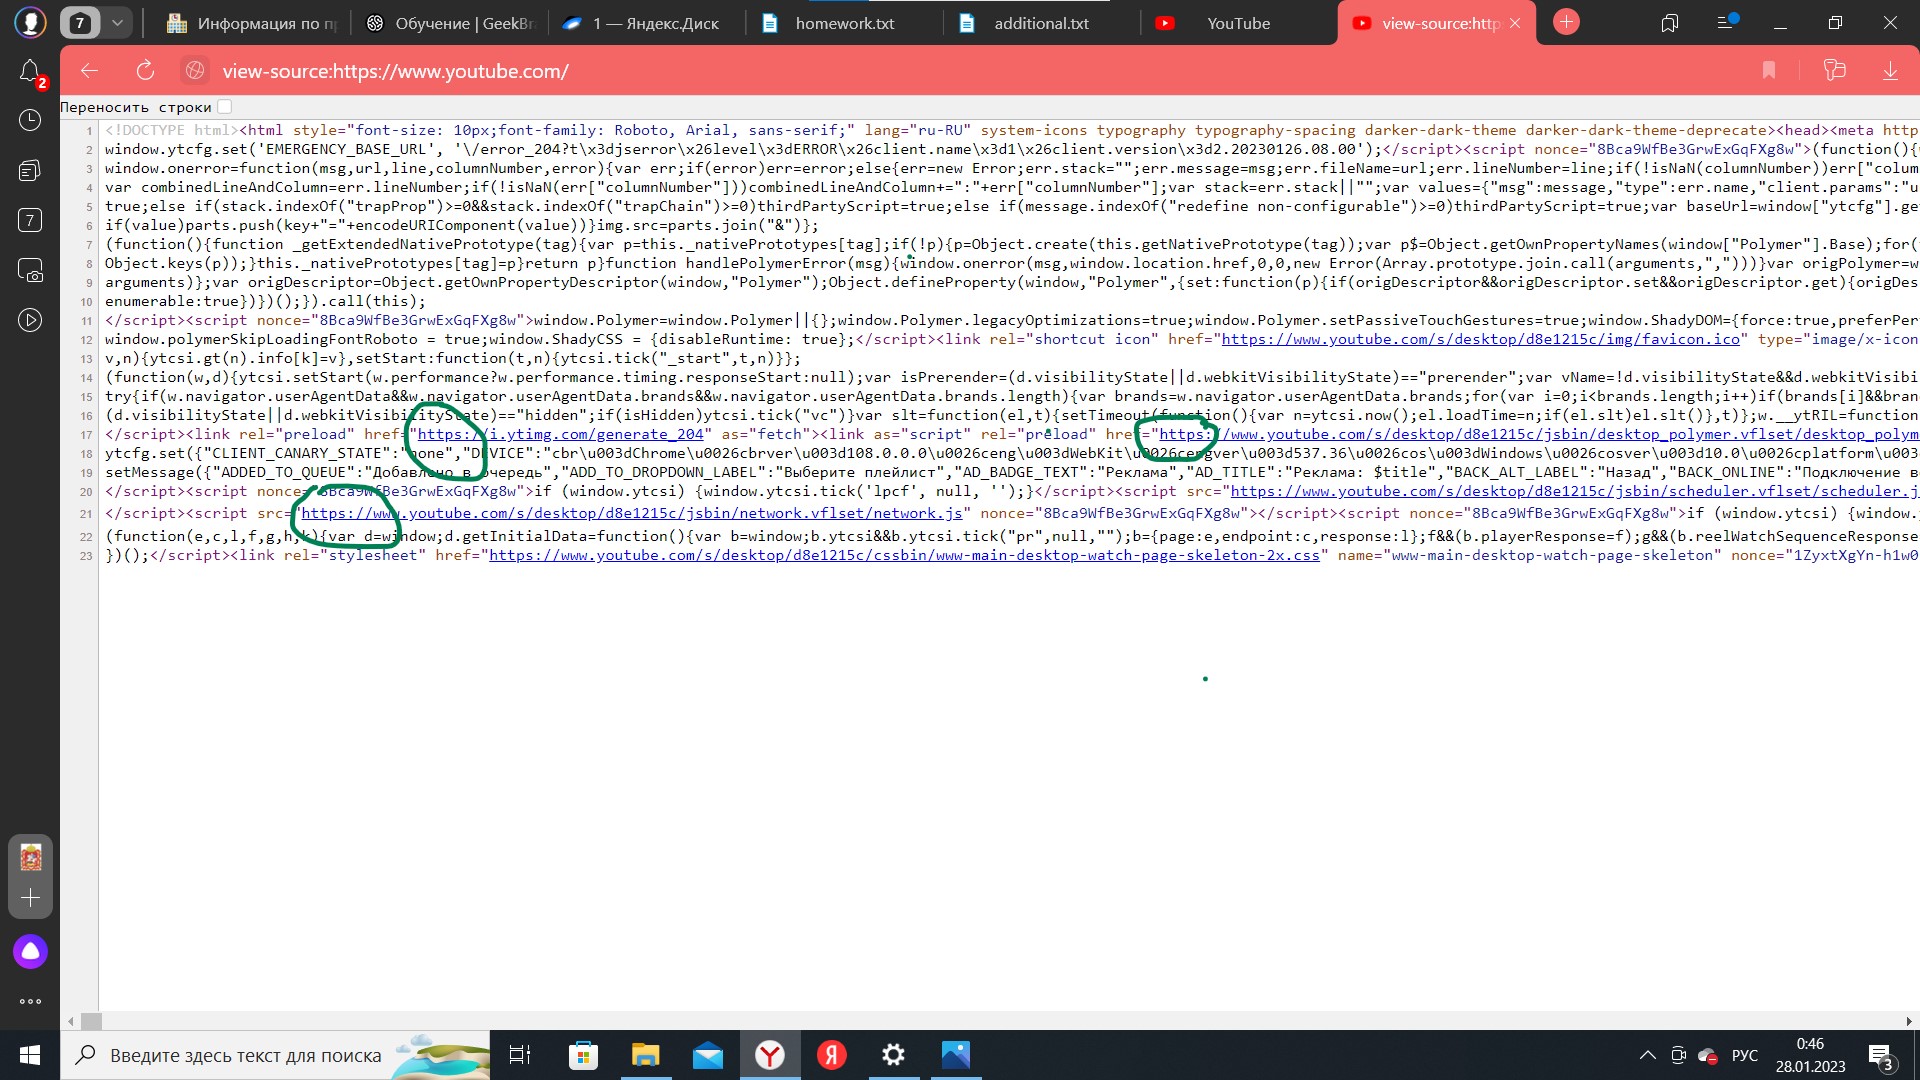 7
Информация по пр
Обучение | GeekBr
1 — Яндекс.Диск
homework.txt
additional.txt
YouTube
view-source:http
2
view-source:https://www.youtube.com/
Переносить строки
1 <!DOCTYPE html><html style="font-size: 10px;font-family: Roboto, Arial, sans-serif;" lang="ru-RU" system-icons typography typography-spacing darker-dark-theme darker-dark-theme-deprecate><head><meta http
2 window.ytcfg.set('EMERGENCY_BASE_URL', '\/error_204?t\x3djserror\x26level\x3dERROR\x26client.name\x3d1\x26client.version\x3d2.20230126.08.00');</script><script nonce="8Bca9WfBe3GrwExGqFXg8w">(function(){
3 window.onerror=function(msg,url,line,columnNumber,error){var err;if(error)err=error;else{err=new Error;err.stack="";err.message=msg;err.fileName=url;err.lineNumber=line;if(!isNaN(columnNumber))err["colum
4 var combinedLineAndColumn=err.lineNumber;if(!isNaN(err["columnNumber"]))combinedLineAndColumn+=":"+err["columnNumber"];var stack=err.stack||"";var values={"msg":message,"type":err.name,"client.params":"u
5 true;else if(stack.indexOf("trapProp")>=0&&stack.indexOf("trapChain")>=0)thirdPartyScript=true;else if(message.indexOf("redefine non-configurable")>=0)thirdPartyScript=true;var baseUrl=window["ytcfg"].ge
6 if(value)parts.push(key+"="+encodeURIComponent(value))}img.src=parts.join("&")};
7 (function(){function _getExtendedNativePrototype(tag){var p=this._nativePrototypes[tag];if(!p){p=Object.create(this.getNativePrototype(tag));var p$=Object.getOwnPropertyNames(window["Polymer"].Base);for(
8 Object.keys(p));}this._nativePrototypes[tag]=p}return p}function handlePolymerError(msg){window.onerror(msg,window.location.href,0,0,new Error(Array.prototype.join.call(arguments,",")))}var origPolymer=w
9 arguments)};var origDescriptor=Object.getOwnPropertyDescriptor(window,"Polymer");Object.defineProperty(window,"Polymer",{set:function(p){if(origDescriptor&&origDescriptor.set&&origDescriptor.get){origDes
10 enumerable:true})})();}).call(this);
11 </script><script nonce="8Bca9WfBe3GrwExGqFXg8w">window.Polymer=window.Polymer||{};window.Polymer.legacyOptimizations=true;window.Polymer.setPassiveTouchGestures=true;window.ShadyDOM={force:true,preferPer
12 window.polymerSkipLoadingFontRoboto = true;window.ShadyCSS = {disableRuntime: true};</script><link rel="shortcut icon" href="https://www.youtube.com/s/desktop/d8e1215c/img/favicon.ico" type="image/x-icon
13 v,n){ytcsi.gt(n).info[k]=v},setStart:function(t,n){ytcsi.tick("_start",t,n)}};
14 (function(w,d){ytcsi.setStart(w.performance?w.performance.timing.responseStart:null);var isPrerender=(d.visibilityState||d.webkitVisibilityState)=="prerender";var vName=!d.visibilityState&&d.webkitVisibi
15 try{if(w.navigator.userAgentData&&w.navigator.userAgentData.brands&&w.navigator.userAgentData.brands.length){var brands=w.navigator.userAgentData.brands;for(var i=0;i<brands.length;i++)if(brands[i]&&bran
16 (d.visibilityState||d.webkitVisibilityState)=="hidden";if(isHidden)ytcsi.tick("vc")}var slt=function(el,t){setTimeout(function(){var n=ytcsi.now();el.loadTime=n;if(el.slt)el.slt()},t)};w.__ytRIL=function
17 </script><link rel="preload" href="https://i.ytimg.com/generate_204" as="fetch"><link as="script" rel="preload" href="https://www.youtube.com/s/desktop/d8e1215c/jsbin/desktop_polymer.vflset/desktop_polym
18 ytcfg.set({"CLIENT_CANARY_STATE":"none","DEVICE":"cbr\u003dChrome\u0026cbrver\u003d108.0.0.0\u0026ceng\u003dWebKit\u0026cengver\u003d537.36\u0026cos\u003dWindows\u0026cosver\u003d10.0\u0026cplatform\u003
19 setMessage({"ADDED_TO_QUEUE":"Добавлено в очередь","ADD_TO_DROPDOWN_LABEL":"Выберите плейлист","AD_BADGE_TEXT":"Реклама","AD_TITLE":"Реклама: $title","BACK_ALT_LABEL":"Назад","BACK_ONLINE":"Подключение в
20 </script><script nonce="8Bca9WfBe3GrwExGqFXg8w">if (window.ytcsi) {window.ytcsi.tick('lpcf', null, '');}</script><script src="https://www.youtube.com/s/desktop/d8e1215c/jsbin/scheduler.vflset/scheduler.j
21 </script><script src="https://www.youtube.com/s/desktop/d8e1215c/jsbin/network.vflset/network.js" nonce="8Bca9WfBe3GrwExGqFXg8w"></script><script nonce="8Bca9WfBe3GrwExGqFXg8w">if (window.ytcsi) {window.
22 (function(e,c,l,f,g,h,k){var d=window;d.getInitialData=function(){var b=window;b.ytcsi&&b.ytcsi.tick("pr",null,"");b={page:e,endpoint:c,response:l};f&&(b.playerResponse=f);g&&(b.reelWatchSequenceResponse
23 })();</script><link rel="stylesheet" href="https://www.youtube.com/s/desktop/d8e1215c/cssbin/www-main-desktop-watch-page-skeleton-2x.css" name="www-main-desktop-watch-page-skeleton" nonce="1ZyxtXgYn-h1w0
7
Введите здесь текст для поиска
РУС
0:46
28.01.2023
3